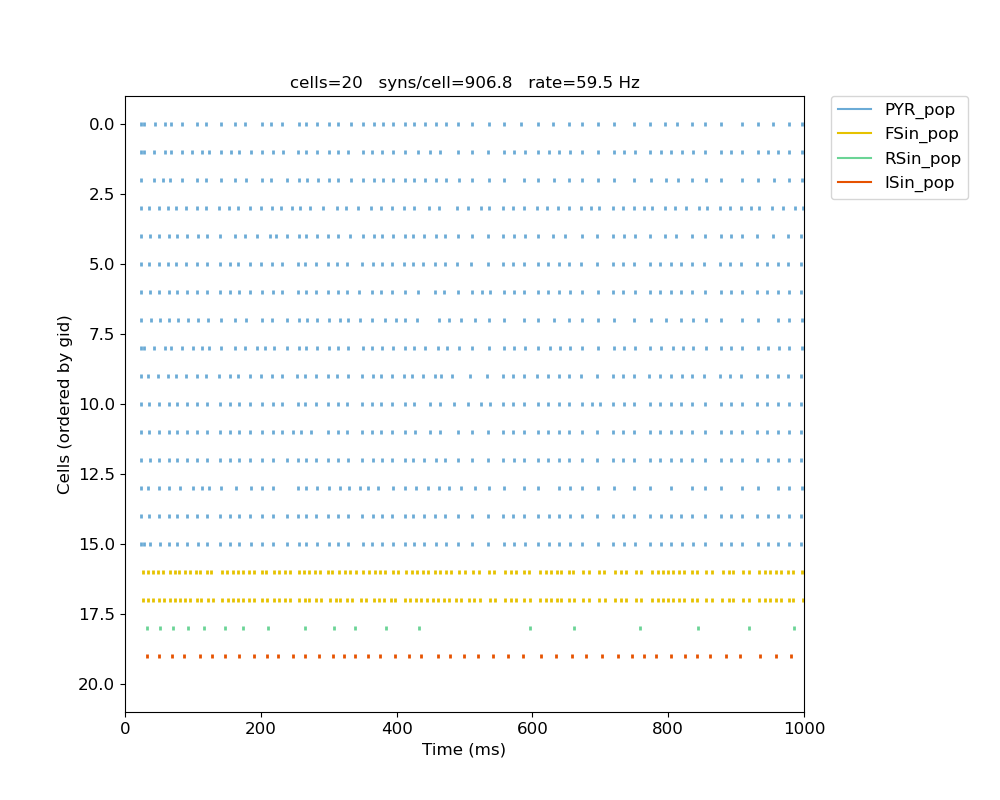 cells=20   syns/cell=906.8   rate=59.5 Hz
PYR_pop
FSin_pop
RSin_pop
ISin_pop
Cells (ordered by gid)
0.0
2.5
5.0
7.5
10.0
12.5
15.0
17.5
20.0
0 200 400 600 800 1000
Time (ms)